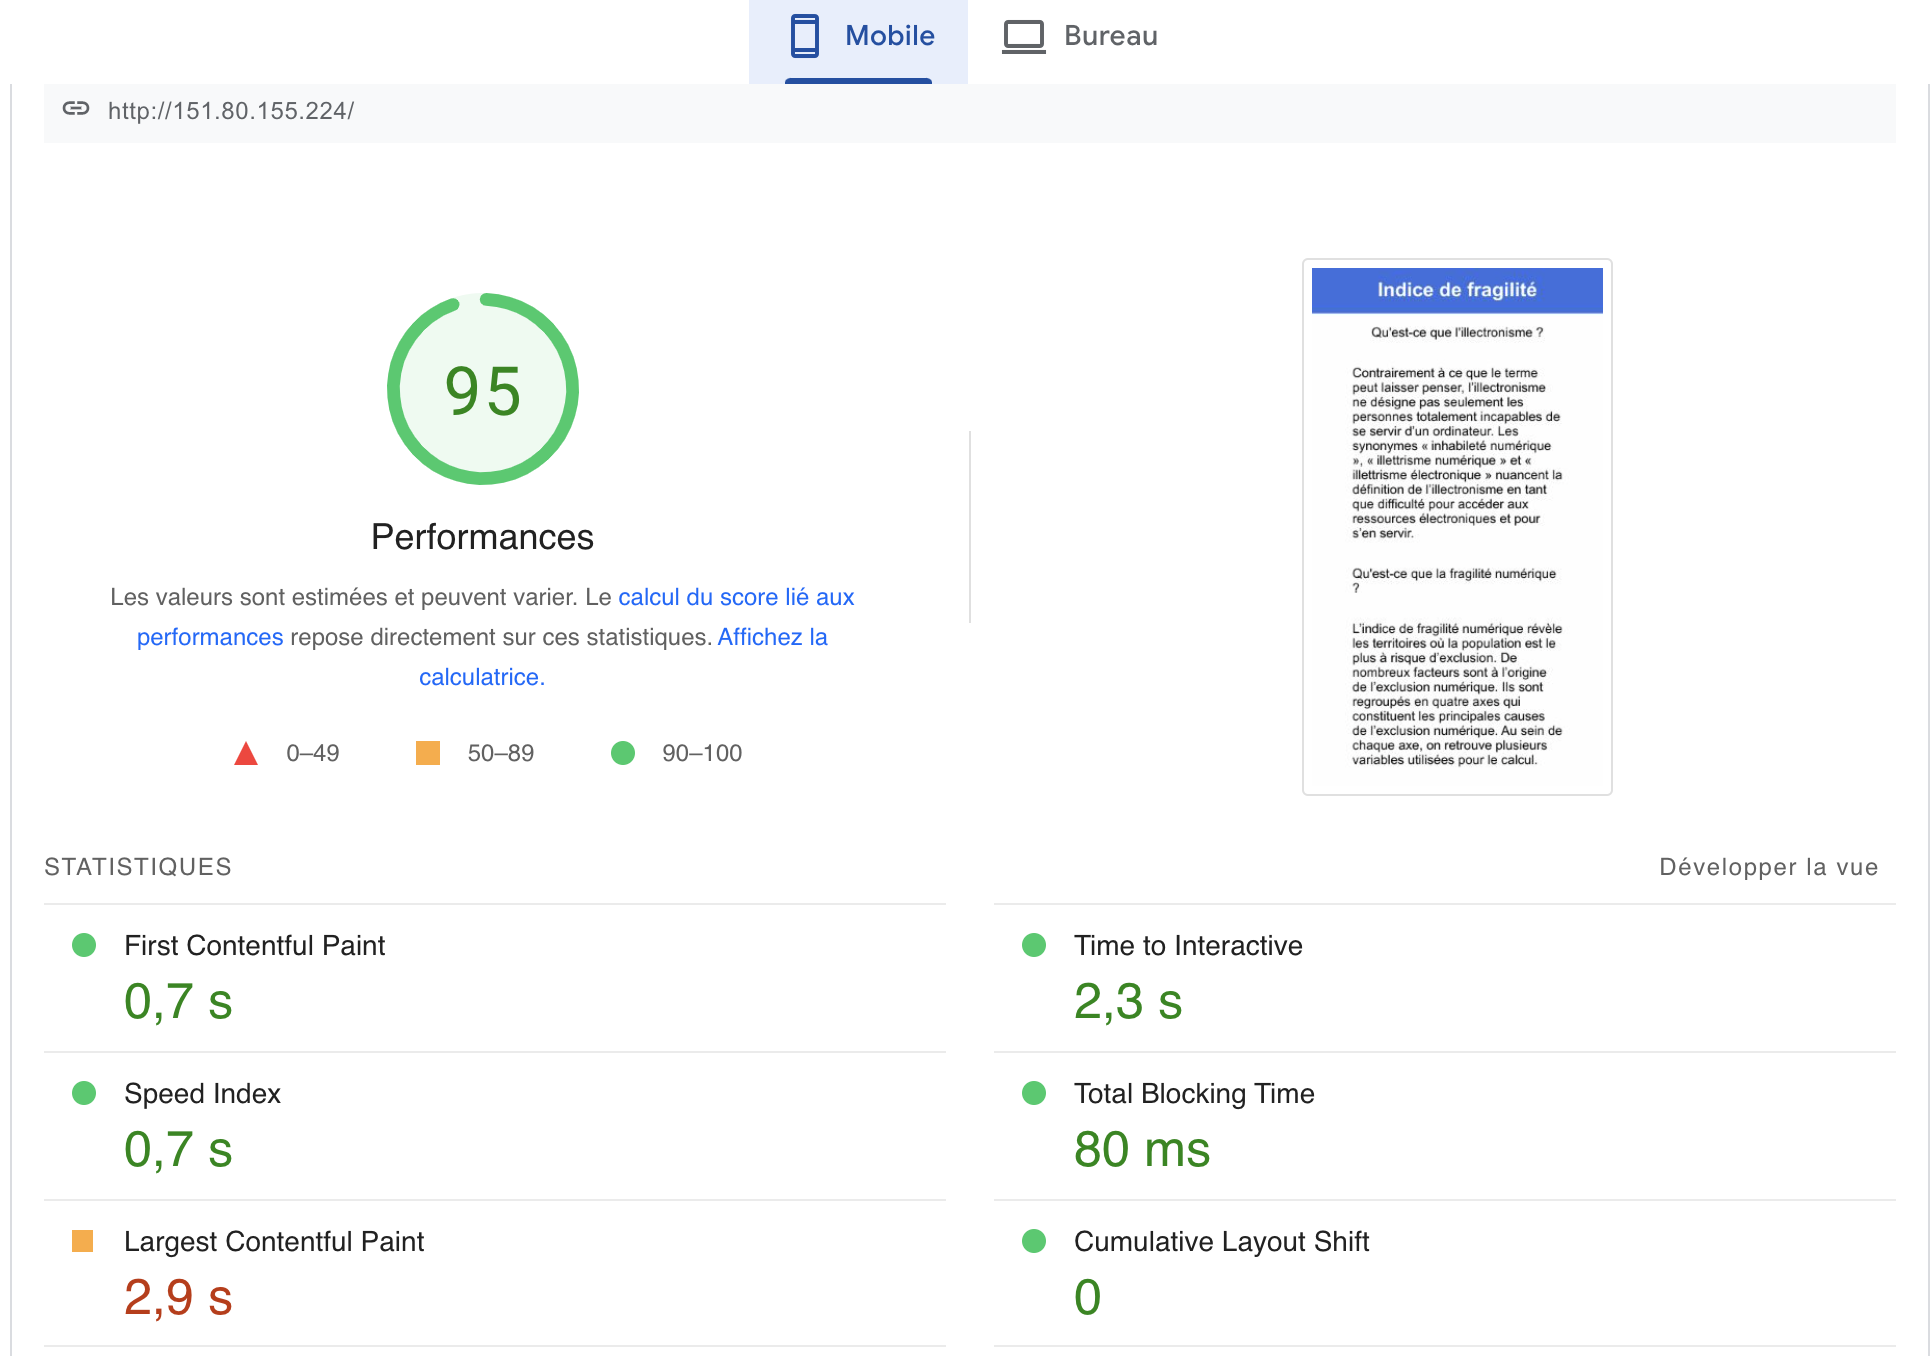 Mobile
Bureau
http://151.80.155.224/
95
Performances
Les valeurs sont estimées et peuvent varier. Le calcul du score lié aux
performances repose directement sur ces statistiques. Affichez la
calculatrice.
0–49
50–89
90–100
Indice de fragilité
Qu'est-ce que l'illectronisme ?
Contrairement à ce que le terme
peut laisser penser, l'illectronisme
ne désigne pas seulement les
personnes totalement incapables de
se servir d'un ordinateur. Les
synonymes « inhabileté numérique
», « illettrisme numérique » et «
illettrisme électronique » nuancent la
définition de l'illectronisme en tant
que difficulté pour accéder aux
ressources électroniques et pour
s'en servir.
Qu'est-ce que la fragilité numérique
?
L'indice de fragilité numérique révèle
les territoires où la population est le
plus à risque d'exclusion. De
nombreux facteurs sont à l'origine
de l'exclusion numérique. Ils sont
regroupés en quatre axes qui
constituent les principales causes
de l'exclusion numérique. Au sein de
chaque axe, on retrouve plusieurs
variables utilisées pour le calcul.
STATISTIQUES
Développer la vue
First Contentful Paint
0,7 s
Time to Interactive
2,3 s
Speed Index
0,7 s
Total Blocking Time
80 ms
Largest Contentful Paint
2,9 s
Cumulative Layout Shift
0